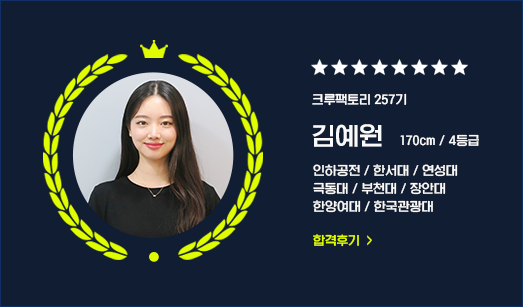 크루팩토리 257기
김예원 170cm / 4등급
인하공전 / 한서대 / 연성대
극동대 / 부천대 / 장안대
한양여대 / 한국관광대
합격후기 >